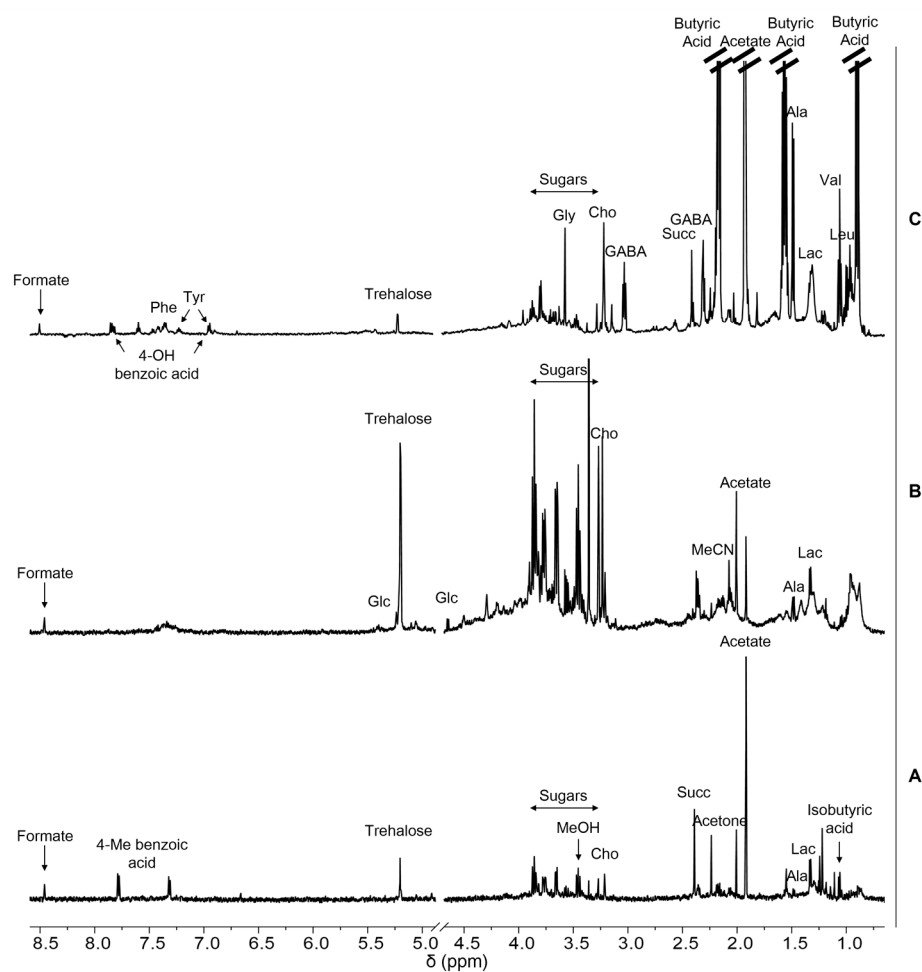 Butyric Acid
Acetate
Butyric Acid
Butyric Acid
Ala
Sugars
Val
Gly
Cho
GABA
Succ
GABA
Leu
Lac
C
Formate
Phe
Tyr
Trehalose
4-OH
benzoic acid
Sugars
Trehalose
Cho
Acetate
B
MeCN
Lac
Formate
Glc
Glc
Ala
Acetate
A
Sugars
Succ
Formate
4-Me benzoic
acid
Trehalose
MeOH
Cho
Acetone
Isobutyric
acid
Lac
Ala
8.5 8.0 7.5 7.0 6.5 6.0 5.5 5.0 4.5 4.0 3.5 3.0 2.5 2.0 1.5 1.0
δ (ppm)